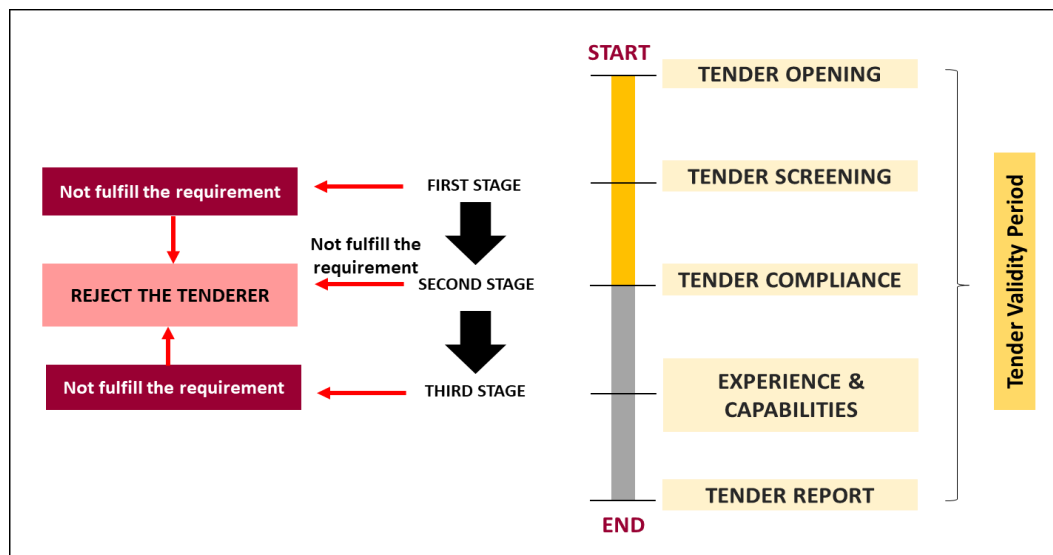 START
TENDER OPENING
Not fulfill the requirement
FIRST STAGE
TENDER SCREENING
Not fulfill the
requirement
REJECT THE TENDERER
SECOND STAGE
TENDER COMPLIANCE
Not fulfill the requirement
THIRD STAGE
EXPERIENCE &
CAPABILITIES
TENDER REPORT
END
Tender Validity Period